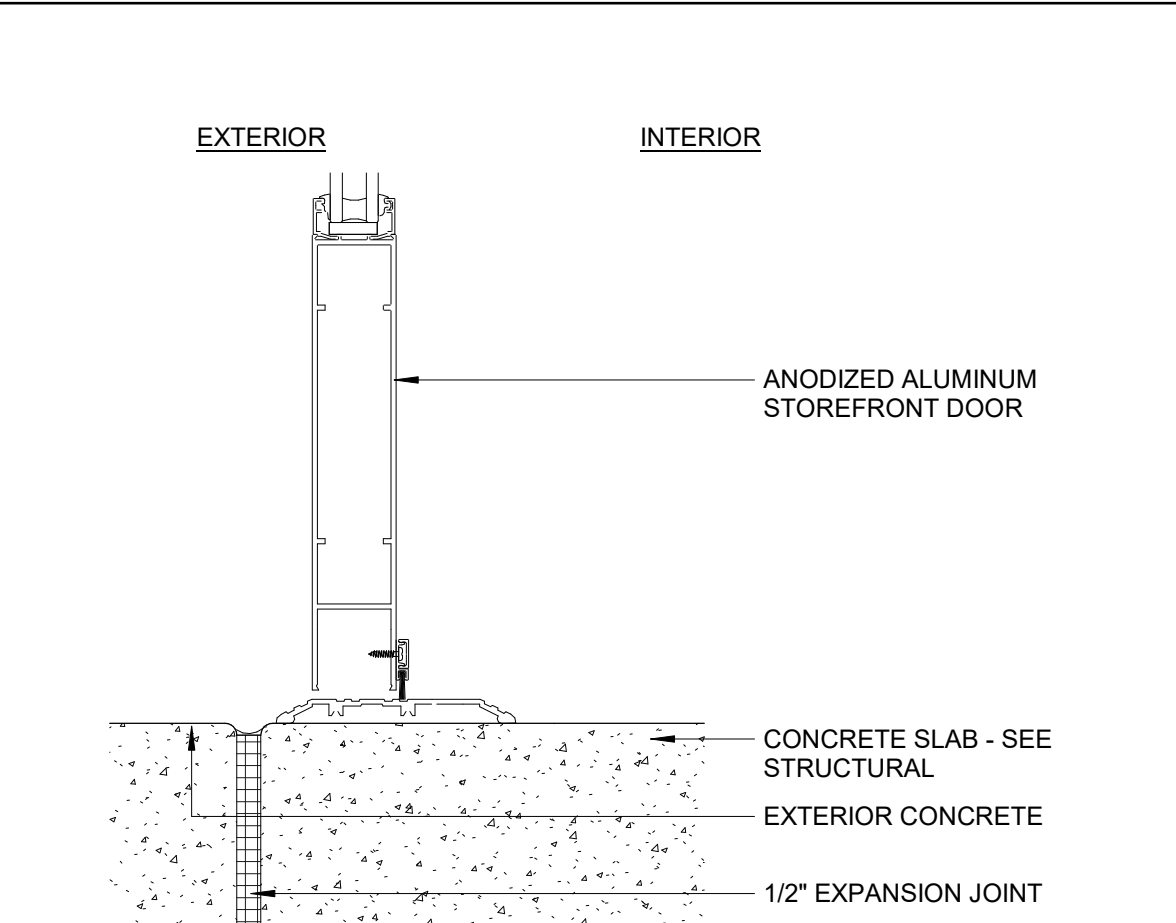 EXTERIOR
INTERIOR
ANODIZED ALUMINUM
STOREFRONT DOOR
CONCRETE SLAB - SEE
STRUCTURAL
EXTERIOR CONCRETE
1/2" EXPANSION JOINT